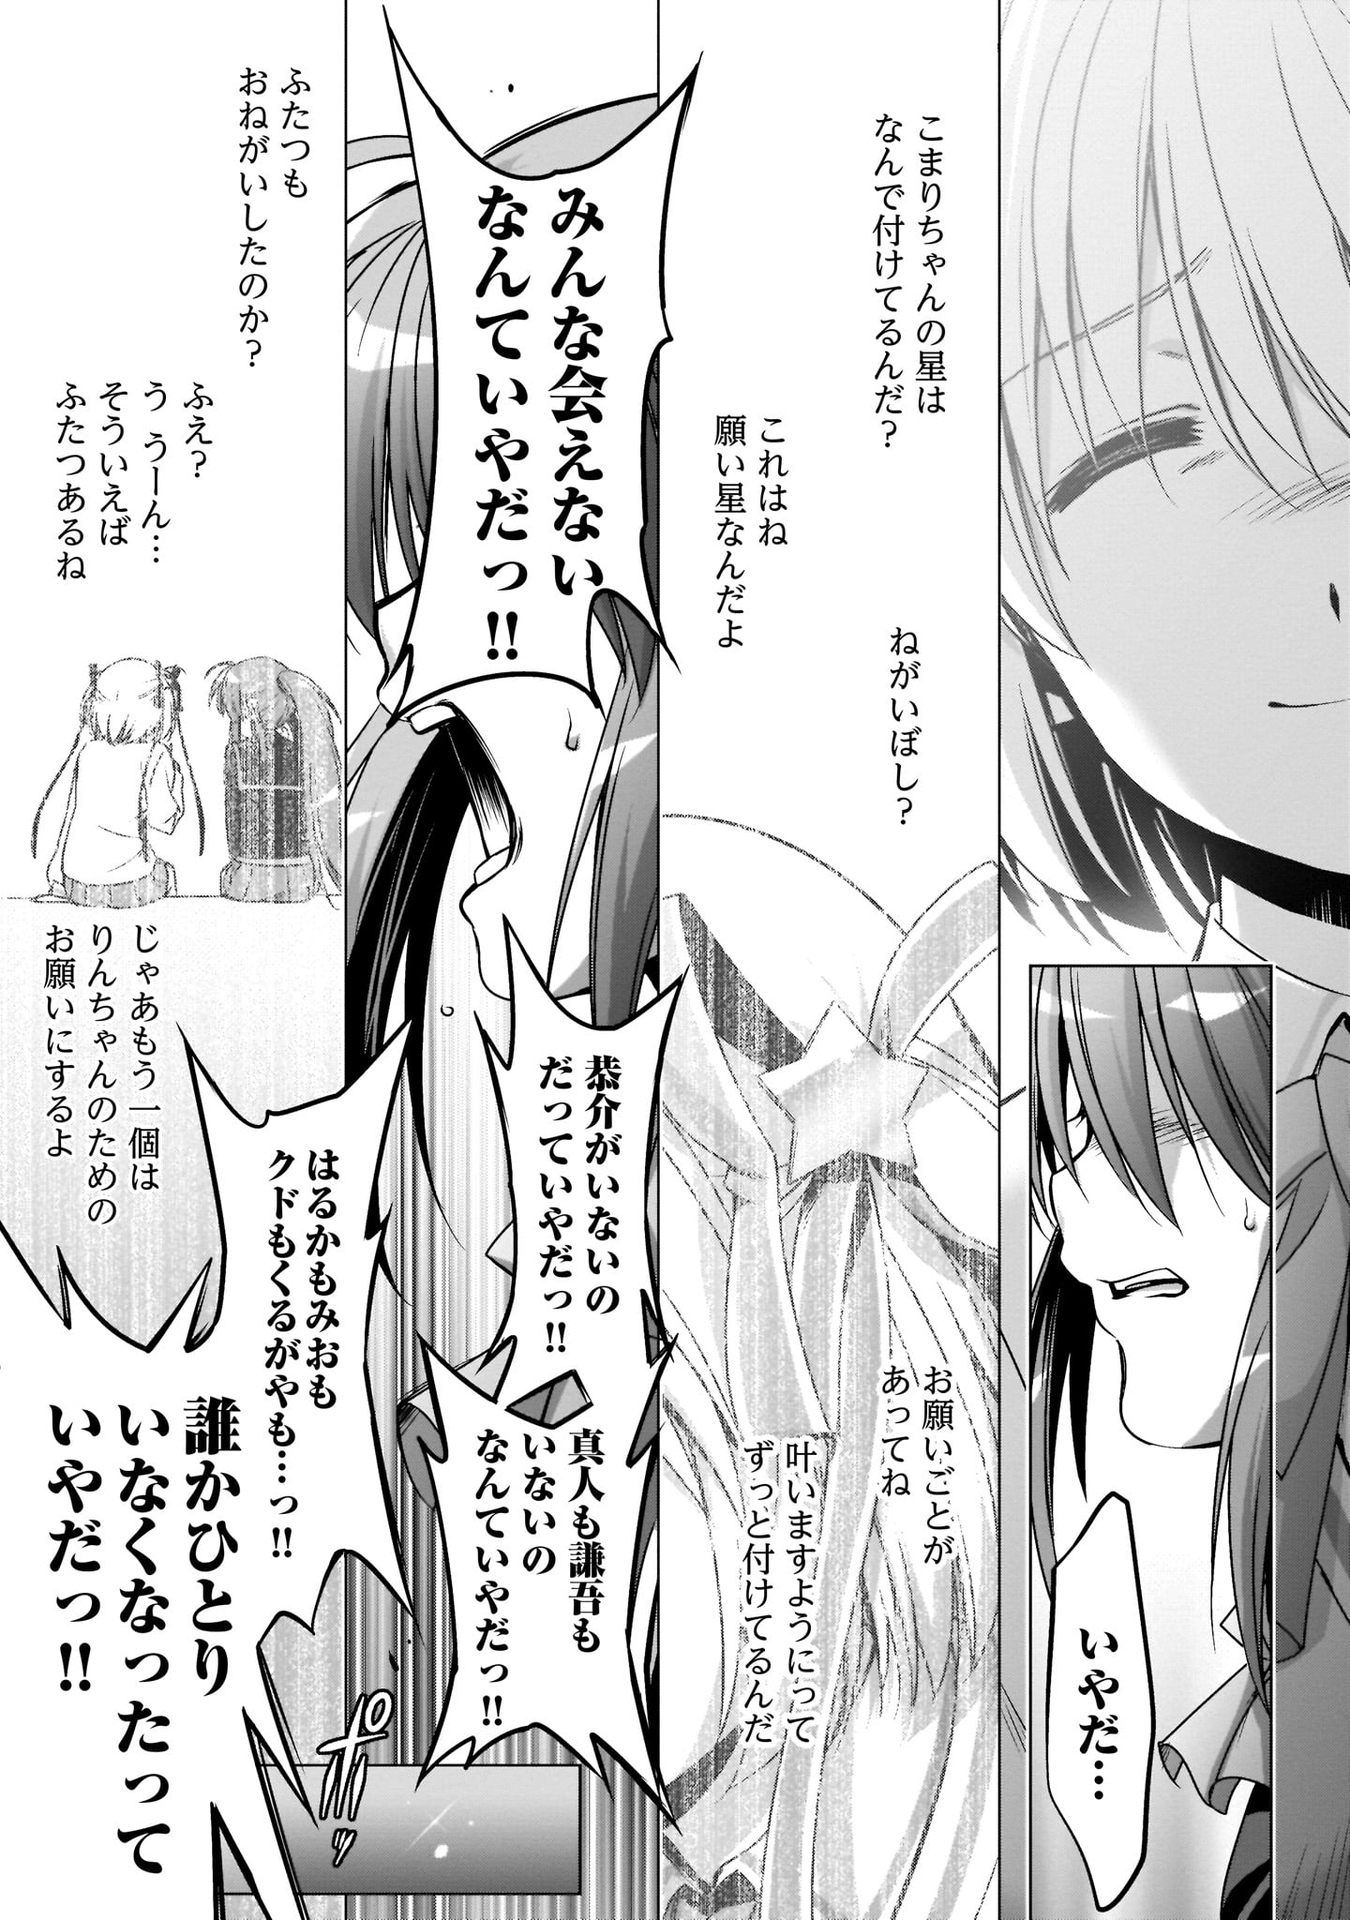 いやだ…
こまりちゃんの星は
なんで付けてるんだ?
ねがいぼし?
これはね
願い星なんだよ
お願いごとが
あってね
叶いますようにって
ずっと付けてるんだ
みんな会えない
なんていやだっ!!
恭介がいないの
だっていやだっ!!
真人も謙吾も
いないの
なんていやだっ!!
はるかもみおも
クドもくるがやも…っ!!
誰かひとり
いなくなったって
いやだっ!!
ふたつも
おねがいしたのか?
ふえ?
う うーん…
そういえば
ふたつあるね
じゃあもう一個は
りんちゃんのための
お願いにするよ
パオッ